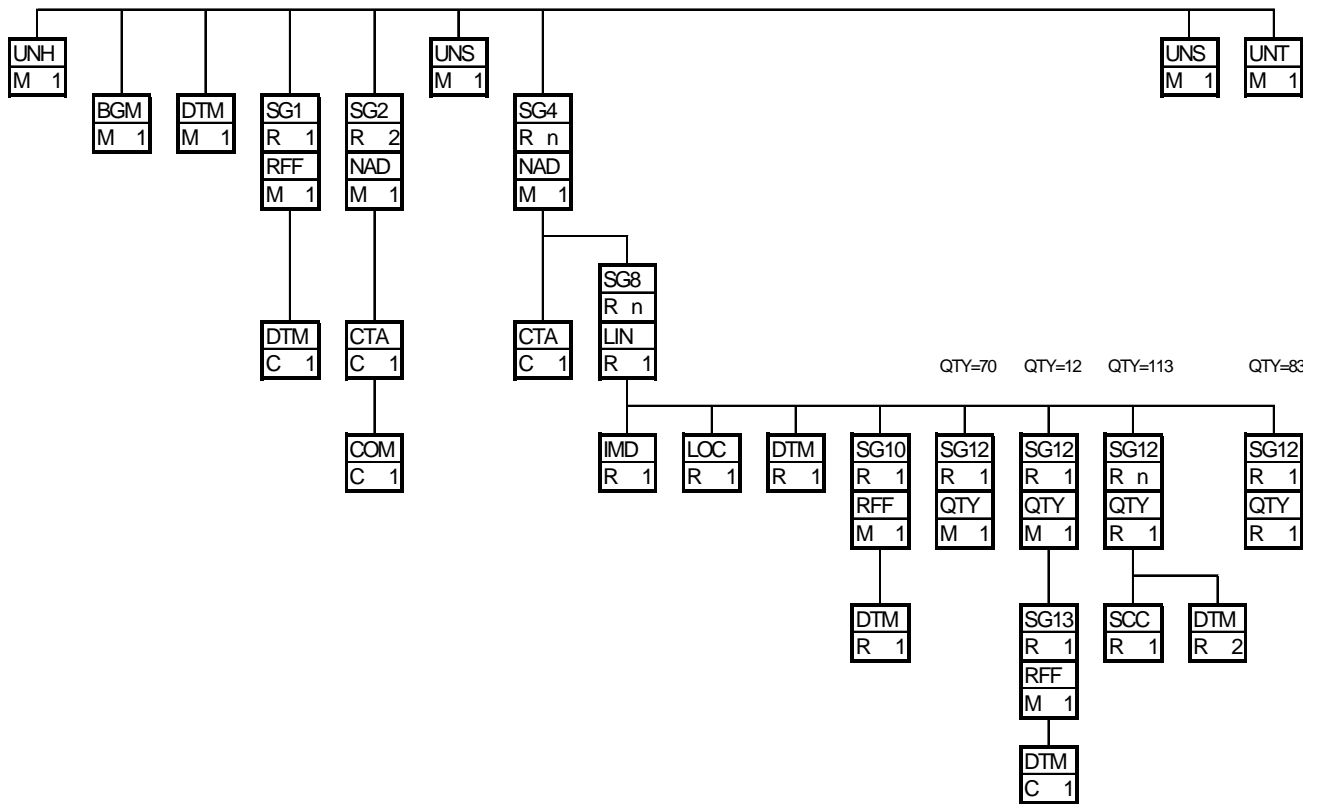 UNH
M 1
UNS
M 1
UNS
M 1
UNT
M 1
BGM
M 1
DTM
M 1
SG1
R 1
RFF
M 1
SG2
R 2
NAD
M 1
SG4
R n
NAD
M 1
SG8
R n
LIN
R 1
DTM
C 1
CTA
C 1
CTA
C 1
QTY=70
QTY=12
QTY=113
QTY=83
COM
C 1
IMD
R 1
LOC
R 1
DTM
R 1
SG10
R 1
RFF
M 1
SG12
R 1
QTY
M 1
SG12
R 1
QTY
M 1
SG12
R n
QTY
R 1
SG12
R 1
QTY
R 1
DTM
R 1
SG13
R 1
RFF
M 1
SCC
R 1
DTM
R 2
DTM
C 1